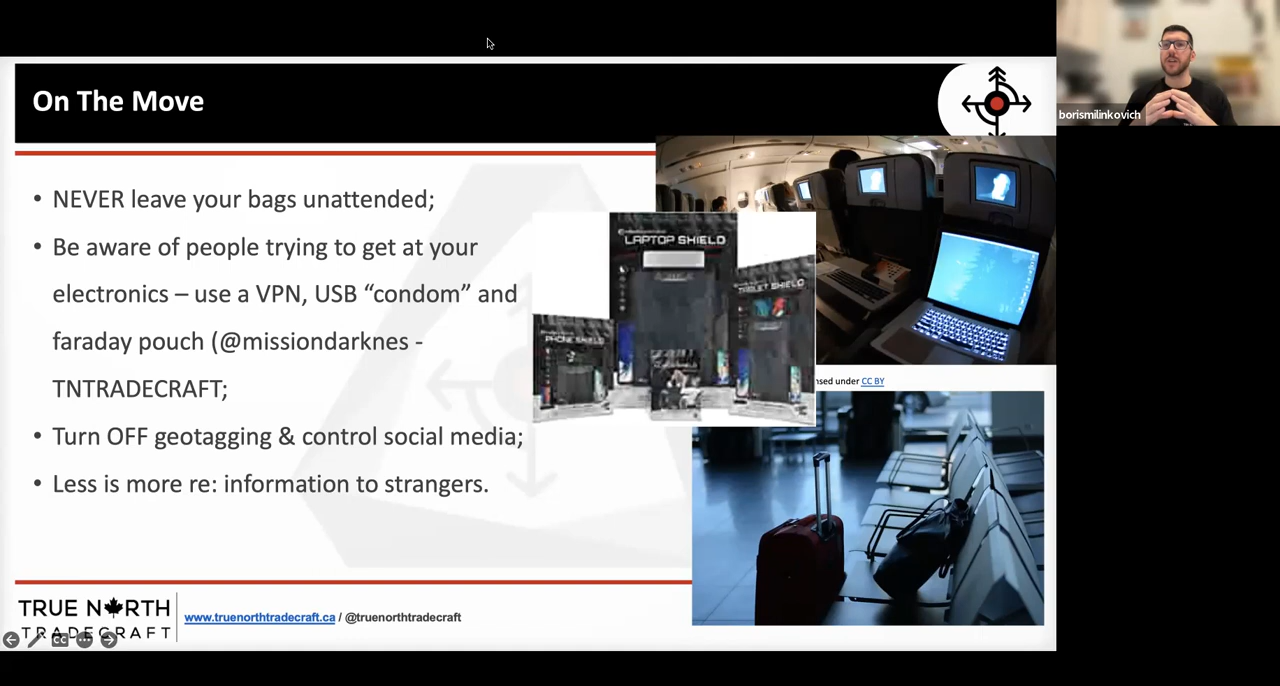 On The Move
borismilinkovich
• NEVER leave your bags unattended;
• Be aware of people trying to get at your
electronics – use a VPN, USB “condom” and
faraday pouch (@missiondarknes -
TNTRADECRAFT;
• Turn OFF geotagging & control social media;
• Less is more re: information to strangers.
LAPTOP SHIELD
TABLET SHIELD
PHONE SHIELD
nsed under CC BY
TRUE NORTH
TRADECRAFT
www.truenorthtradecraft.ca / @truenorthtradecraft
CC